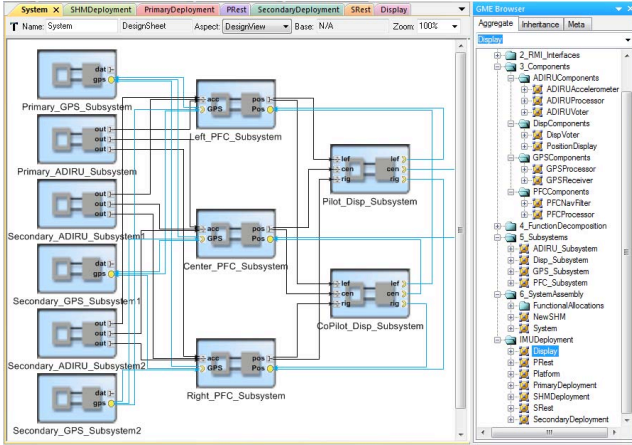 System × SHMDeployment PrimaryDeployment PRest SecondaryDeployment SRest Display
Name: System DesignSheet Aspect: DesignView Base: N/A Zoom: 100%
dat
gps
Primary_GPS_Subsystem
out
out
out
Primary_ADIRU_Subsystem
out
out
out
Secondary_ADIRU_Subsystem1
dat
gps
Secondary_GPS_Subsystem1
out
out
out
Secondary_ADIRU_Subsystem2
dat
gps
Secondary_GPS_Subsystem2
acc pos
GPS Pos
Left_PFC_Subsystem
acc pos
GPS Pos
Center_PFC_Subsystem
acc pos
GPS Pos
Right_PFC_Subsystem
lef lef
cen cen
rig rig
Pilot_Disp_Subsystem
lef lef
cen cen
rig rig
CoPilot_Disp_Subsystem
GME Browser
Aggregate Inheritance Meta
Display
2_RMI_Interfaces
3_Components
ADIRUComponents
ADIRUAccelerometer
ADIRUProcessor
ADIRUVoter
DispComponents
DispVoter
PositionDisplay
GPSComponents
GPSProcessor
GPSReceiver
PFCComponents
PFCNavFilter
PFCProcessor
4_FunctionDecomposition
5_Subsystems
ADIRU_Subsystem
Disp_Subsystem
GPS_Subsystem
PFC_Subsystem
6_SystemAssembly
FunctionalAllocations
NewSHM
System
IMUDeployment
Display
PRest
Platform
PrimaryDeployment
SHMDeployment
SRest
SecondaryDeployment